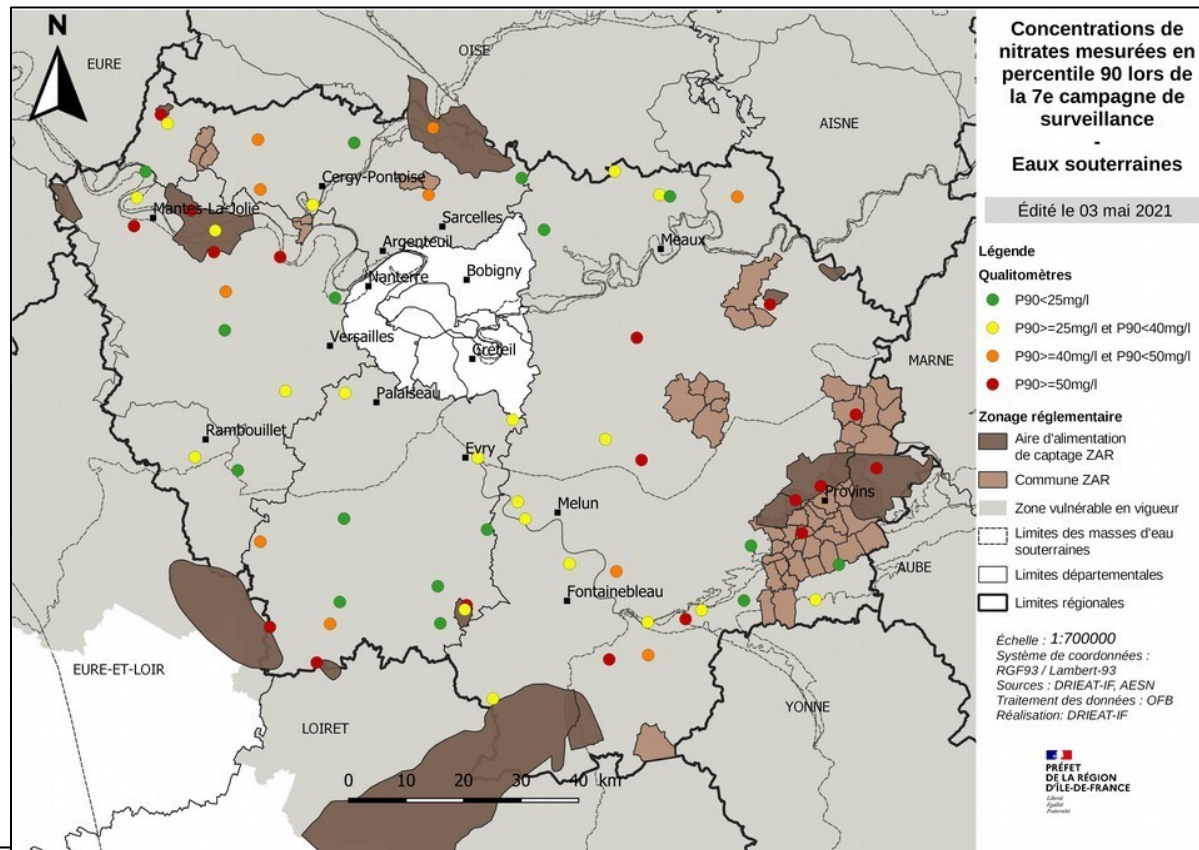 N
EURE
OISE
AISNE
Cergy-Pontoise
Mantes-La-Jolie
Sarcelles
Argenteuil
Meaux
Nanterre
Bobigny
Versailles
Créteil
MARNE
Palaiseau
Rambouillet
Evry
Provins
Melun
AUBE
Fontainebleau
EURE-ET-LOIR
LOIRET
YONNE
0 10 20 30 40 km
Concentrations de
nitrates mesurées en
percentile 90 lors de
la 7e campagne de
surveillance
-
Eaux souterraines
Édité le 03 mai 2021
Légende
Qualitomètres
P90<25mg/l
P90>=25mg/l et P90<40mg/l
P90>=40mg/l et P90<50mg/l
P90>=50mg/l
Zonage réglementaire
Aire d'alimentation
de captage ZAR
Commune ZAR
Zone vulnérable en vigueur
Limites des masses d'eau
souterraines
Limites départementales
Limites régionales
Échelle : 1:700000
Système de coordonnées :
RGF93 / Lambert-93
Sources : DRIEAT-IF, AESN
Traitement des données : OFB
Réalisation: DRIEAT-IF
PRÉFET
DE LA RÉGION
D'ÎLE-DE-FRANCE
Liberté
Égalité
Fraternité